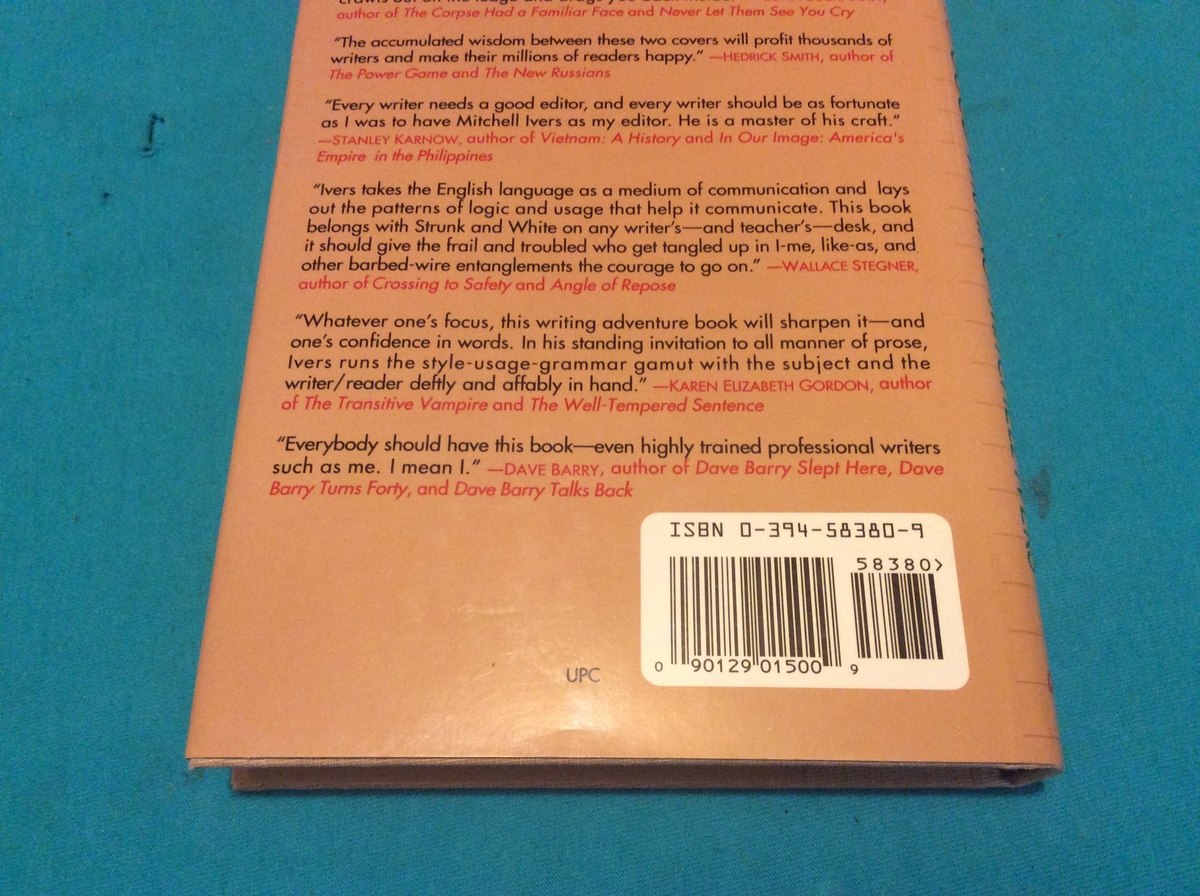 author of The Corpse Had a Familiar Face and Never Let Them See You Cry
“The accumulated wisdom between these two covers will profit thousands of
writers and make their millions of readers happy.” —HEDRICK SMITH, author of
The Power Game and The New Russians
“Every writer needs a good editor, and every writer should be as fortunate
as I was to have Mitchell Ivers as my editor. He is a master of his craft.”
—STANLEY KARNOW, author of Vietnam: A History and In Our Image: America's
Empire in the Philippines
“Ivers takes the English language as a medium of communication and lays
out the patterns of logic and usage that help it communicate. This book
belongs with Strunk and White on any writer’s—and teacher’s—desk, and
it should give the frail and troubled who get tangled up in I-me, like-as, and
other barbed-wire entanglements the courage to go on.” —WALLACE STEGNER,
author of Crossing to Safety and Angle of Repose
“Whatever one’s focus, this writing adventure book will sharpen it—and
one’s confidence in words. In his standing invitation to all manner of prose,
Ivers runs the style-usage-grammar gamut with the subject and the
writer/reader deftly and affably in hand.” —KAREN ELIZABETH GORDON, author
of The Transitive Vampire and The Well-Tempered Sentence
“Everybody should have this book—even highly trained professional writers
such as me. I mean I.” —DAVE BARRY, author of Dave Barry Slept Here, Dave
Barry Turns Forty, and Dave Barry Talks Back
ISBN 0-394-58380-9
58380>
0 90129 01500 9
UPC